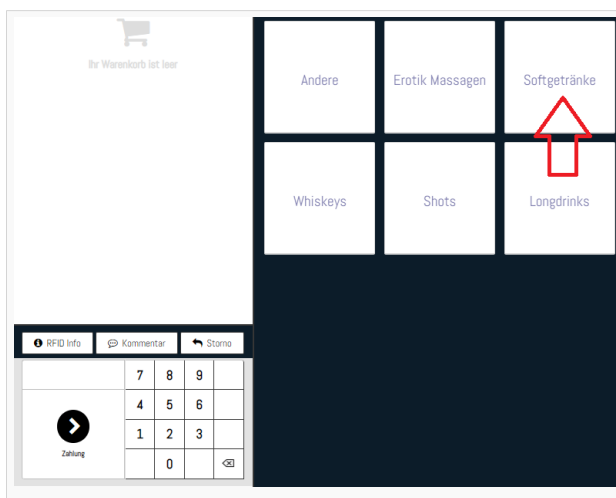 Ihr Warenkorb ist leer
Andere
Erotik Massagen
Softgetränke
Whiskeys
Shots
Longdrinks
RFID Info
Kommentar
Storno
7 8 9
4 5 6
1 2 3
0
Zahlung